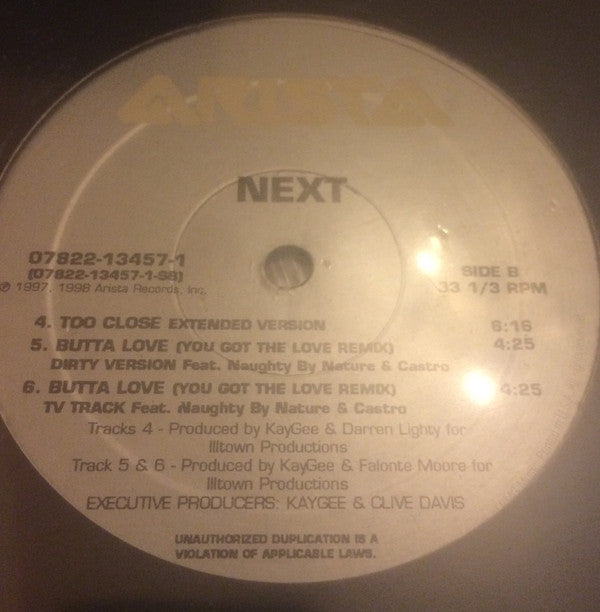 ARISTA
NEXT
07822-13457-1
(07822-13457-1-SB)
℗ 1997, 1998 Arista Records, Inc.
SIDE B
33 1/3 RPM
4. TOO CLOSE EXTENDED VERSION 6:16
5. BUTTA LOVE (YOU GOT THE LOVE REMIX) 4:25
DIRTY VERSION Feat. Naughty By Nature & Castro
6. BUTTA LOVE (YOU GOT THE LOVE REMIX) 4:25
TV TRACK Feat. Naughty By Nature & Castro
Tracks 4 - Produced by KayGee & Darren Lighty for
Illtown Productions
Track 5 & 6 - Produced by KayGee & Falonte Moore for
Illtown Productions
EXECUTIVE PRODUCERS: KAYGEE & CLIVE DAVIS
UNAUTHORIZED DUPLICATION IS A
VIOLATION OF APPLICABLE LAWS.